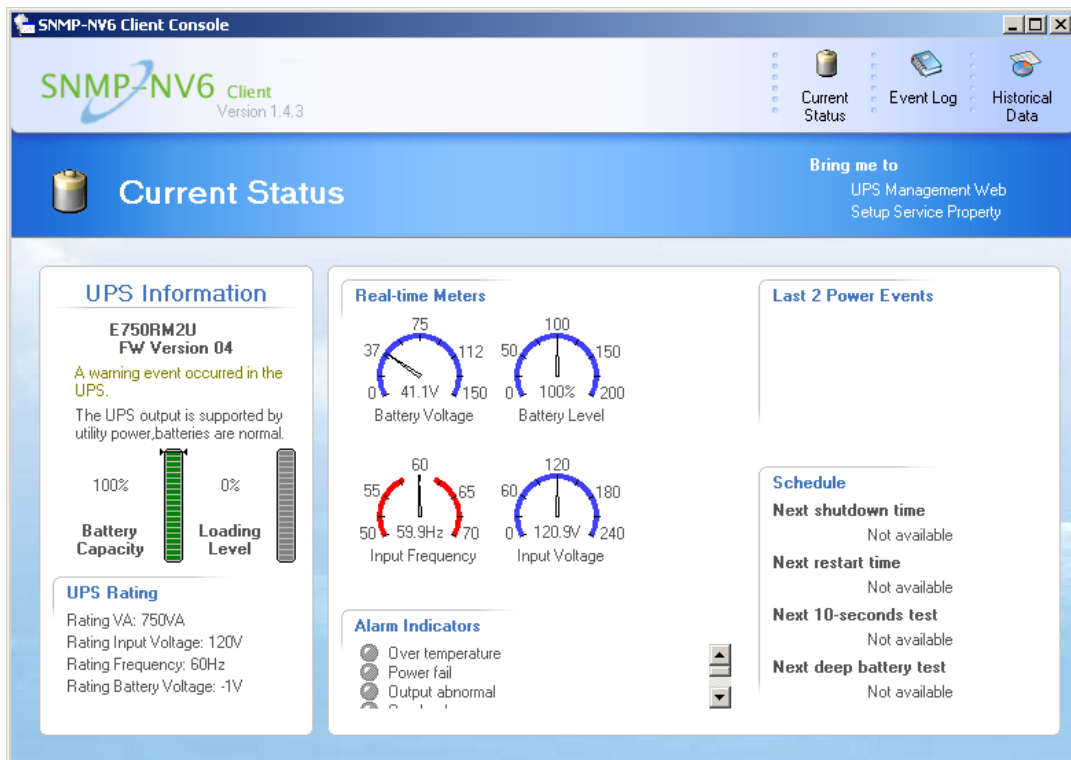 SNMP-NV6 Client Console
SNMP-NV6 Client
Version 1.4.3
Current Status
Event Log
Historical Data
Current Status
Bring me to
UPS Management Web
Setup Service Property
UPS Information
E750RM2U
FW Version 04
A warning event occurred in the
UPS.
The UPS output is supported by
utility power,batteries are normal.
100%
0%
Battery Capacity
Loading Level
UPS Rating
Rating VA: 750VA
Rating Input Voltage: 120V
Rating Frequency: 60Hz
Rating Battery Voltage: -1V
Real-time Meters
75
37 112
0 41.1V 150
Battery Voltage
100
50 150
0 100% 200
Battery Level
60
55 65
50 59.9Hz 70
Input Frequency
120
60 180
0 120.9V 240
Input Voltage
Alarm Indicators
Over temperature
Power fail
Output abnormal
Last 2 Power Events
Schedule
Next shutdown time
Not available
Next restart time
Not available
Next 10-seconds test
Not available
Next deep battery test
Not available